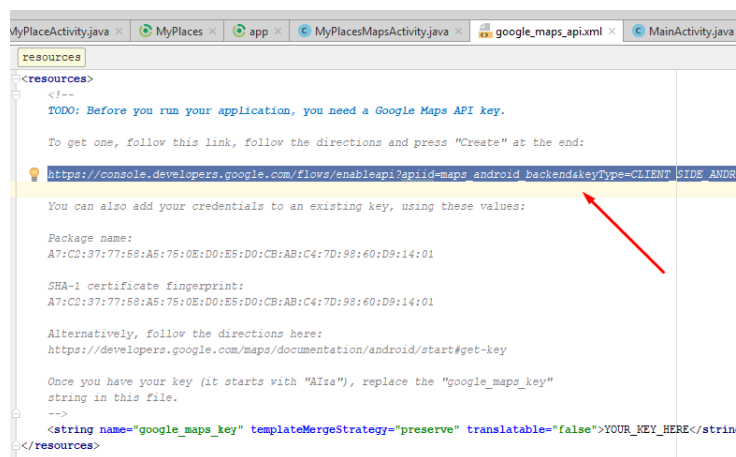 MyPlaceActivity.java × MyPlaces × app × C MyPlacesMapsActivity.java × google_maps_api.xml × C MainActivity.java
resources
<resources>
<!--
TODO: Before you run your application, you need a Google Maps API key.
To get one, follow this link, follow the directions and press "Create" at the end:
https://console.developers.google.com/flows/enableapi?apiid=maps_android_backend&keyType=CLIENT_SIDE_ANDR
You can also add your credentials to an existing key, using these values:
Package name:
A7:C2:37:77:58:A5:75:0E:D0:E5:D0:CB:AB:C4:7D:98:60:D9:14:01
SHA-1 certificate fingerprint:
A7:C2:37:77:58:A5:75:0E:D0:E5:D0:CB:AB:C4:7D:98:60:D9:14:01
Alternatively, follow the directions here:
https://developers.google.com/maps/documentation/android/start#get-key
Once you have your key (it starts with "AIza"), replace the "google_maps_key"
string in this file.
-->
<string name="google_maps_key" templateMergeStrategy="preserve" translatable="false">YOUR_KEY_HERE</string
</resources>